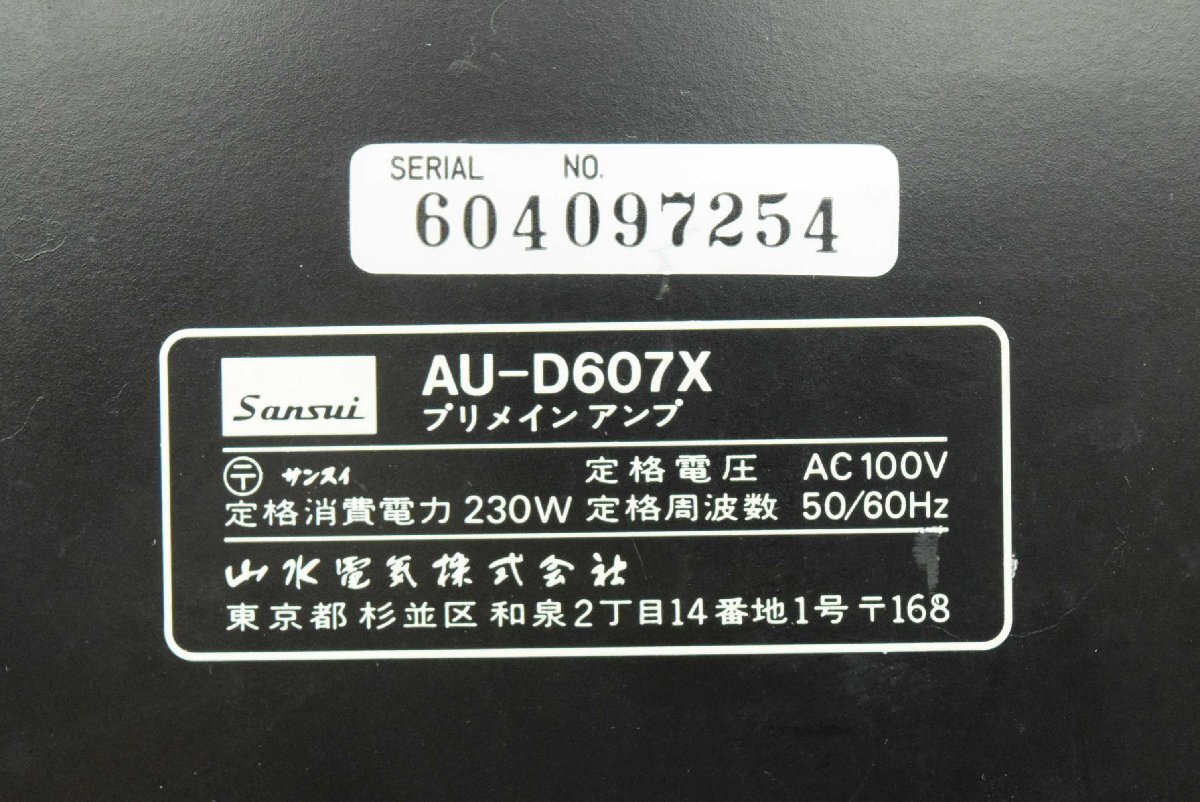 SERIAL NO.
604097254
Sansui AU-D607X
プリメインアンプ
〒 サンスイ 定格電圧 AC100V
定格消費電力 230W 定格周波数 50/60Hz
山水電気株式会社
東京都杉並区和泉2丁目14番地1号〒168